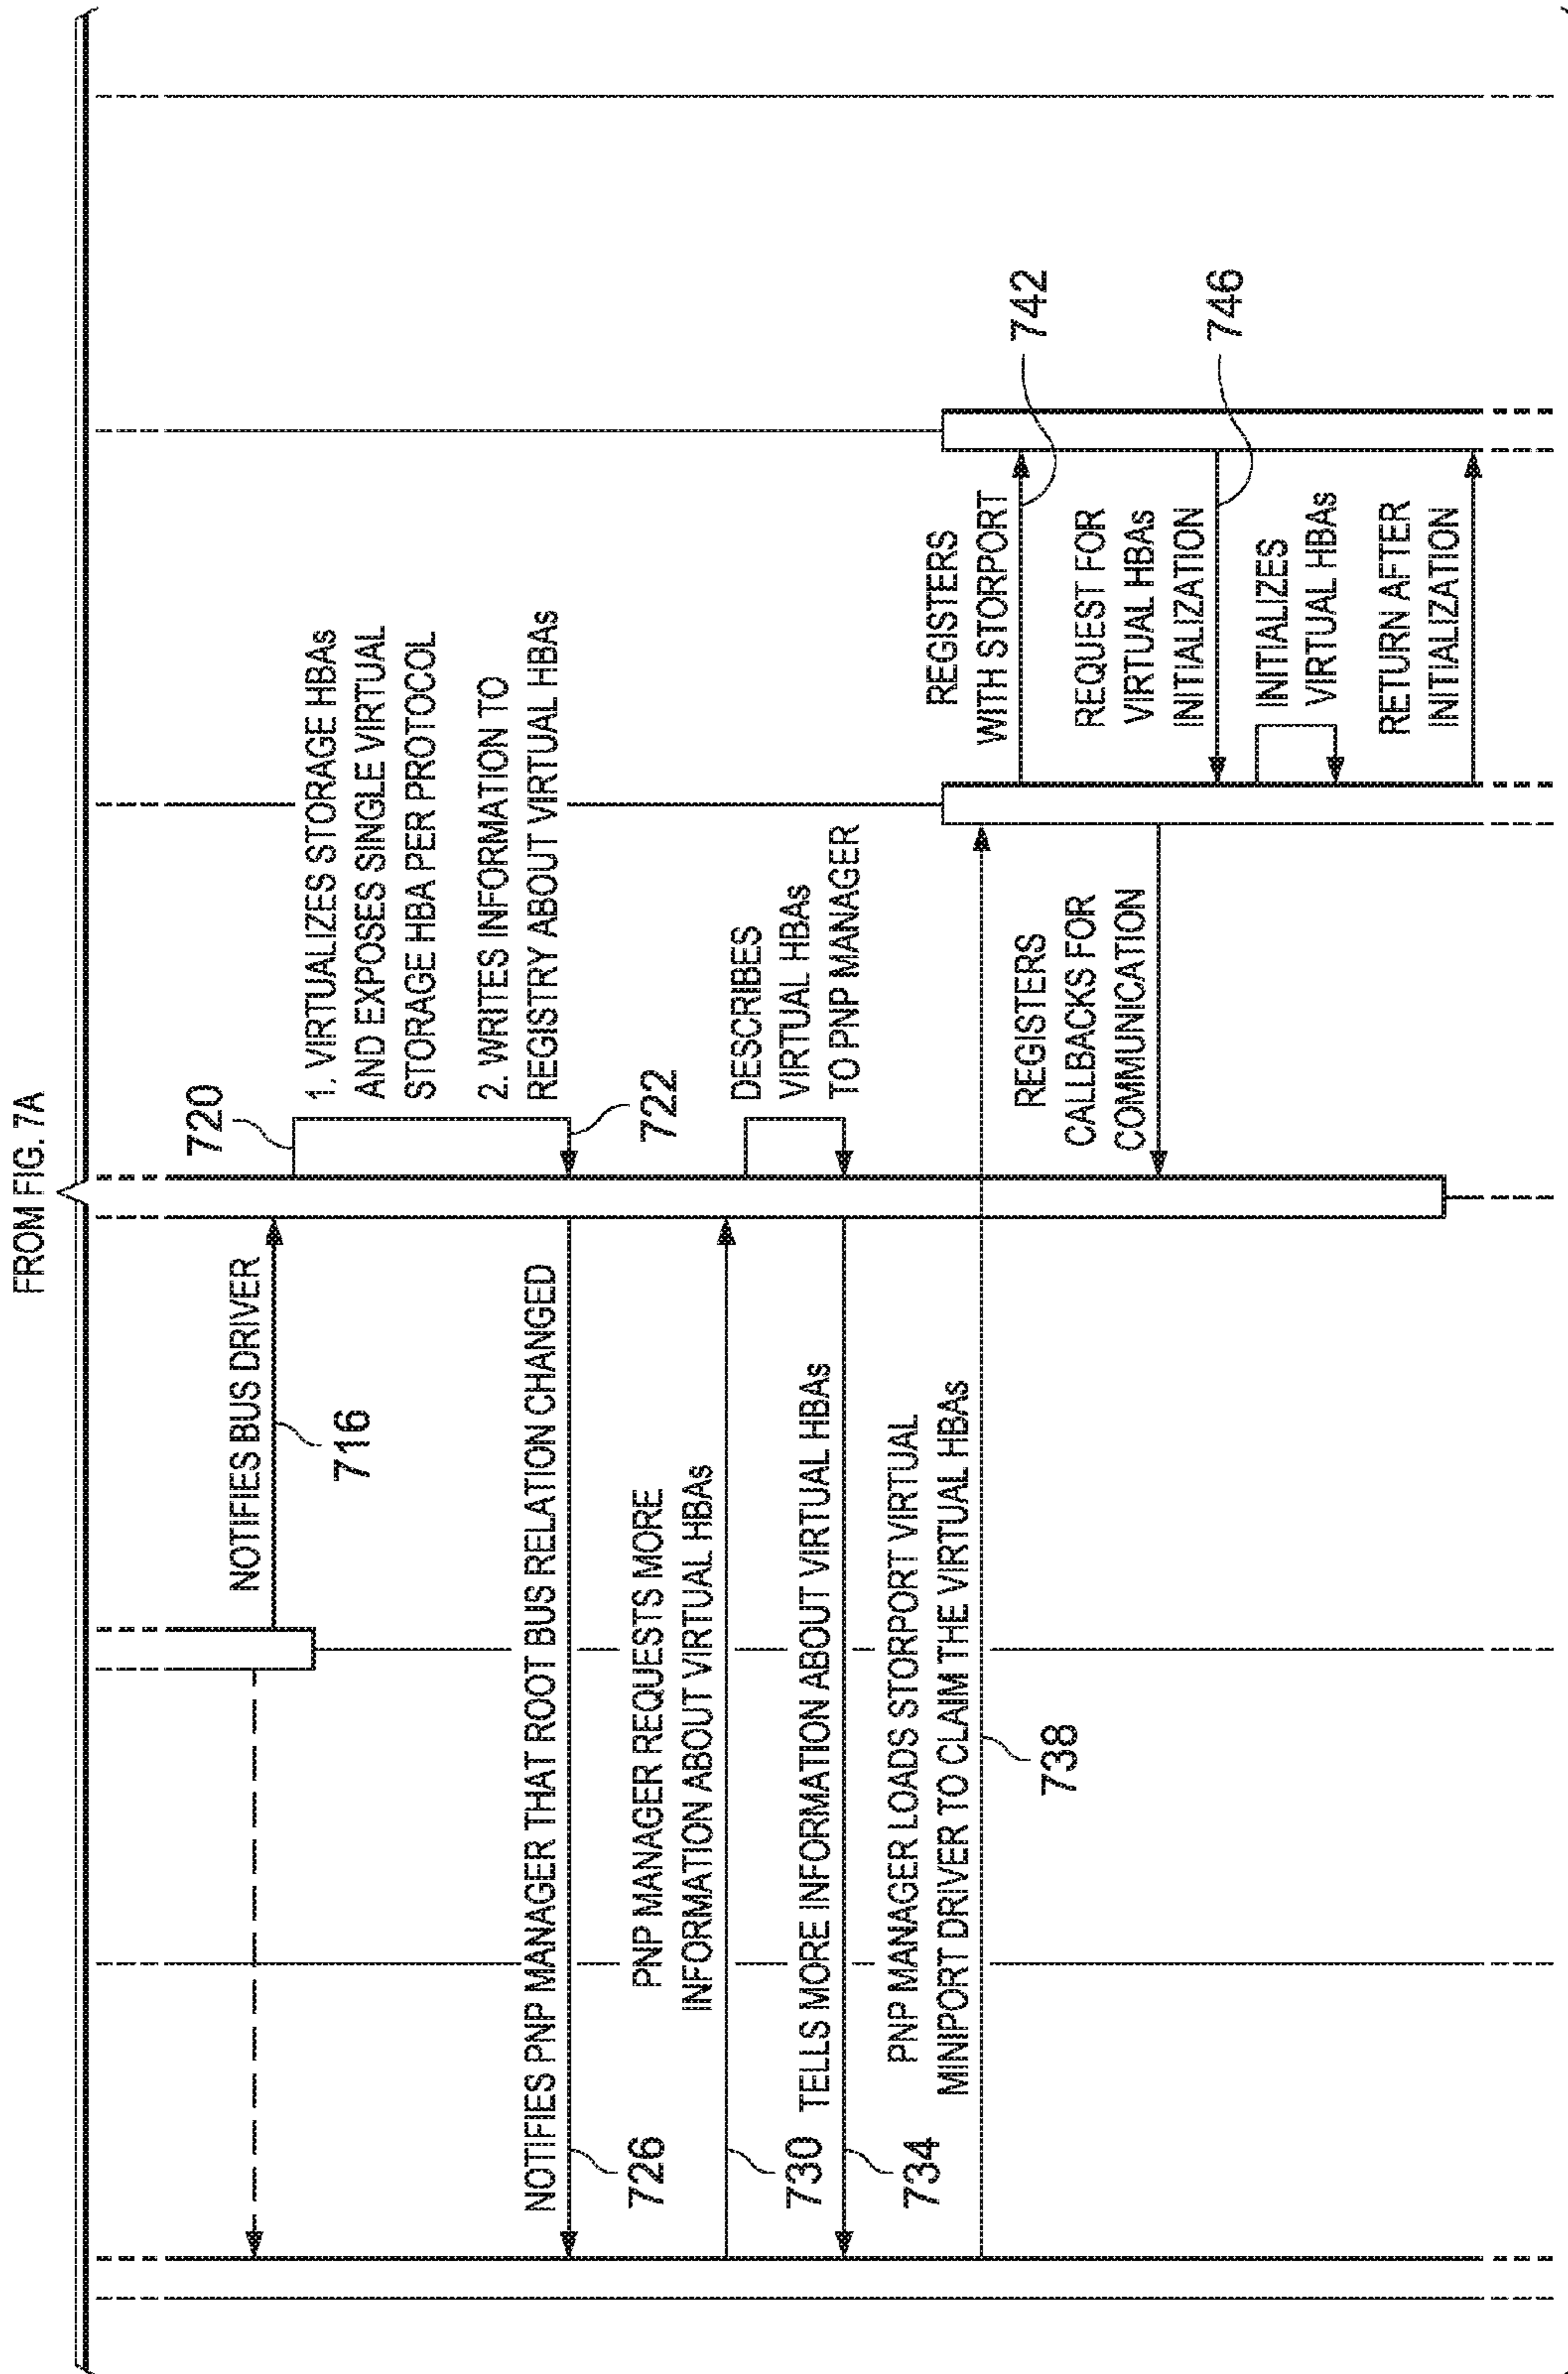 FROM FIG. 7A
NOTIFIES BUS DRIVER
716
720
1. VIRTUALIZES STORAGE HBAs
AND EXPOSES SINGLE VIRTUAL
STORAGE HBA PER PROTOCOL
2. WRITES INFORMATION TO
REGISTRY ABOUT VIRTUAL HBAs
722
NOTIFIES PNP MANAGER THAT ROOT BUS RELATION CHANGED
726
PNP MANAGER REQUESTS MORE
INFORMATION ABOUT VIRTUAL HBAs
730
DESCRIBES
VIRTUAL HBAs
TO PNP MANAGER
TELLS MORE INFORMATION ABOUT VIRTUAL HBAs
734
PNP MANAGER LOADS STORPORT VIRTUAL
MINIPORT DRIVER TO CLAIM THE VIRTUAL HBAs
738
REGISTERS
WITH STORPORT
742
REGISTERS
CALLBACKS FOR
COMMUNICATION
REQUEST FOR
VIRTUAL HBAs
INITIALIZATION
746
INITIALIZES
VIRTUAL HBAs
RETURN AFTER
INITIALIZATION